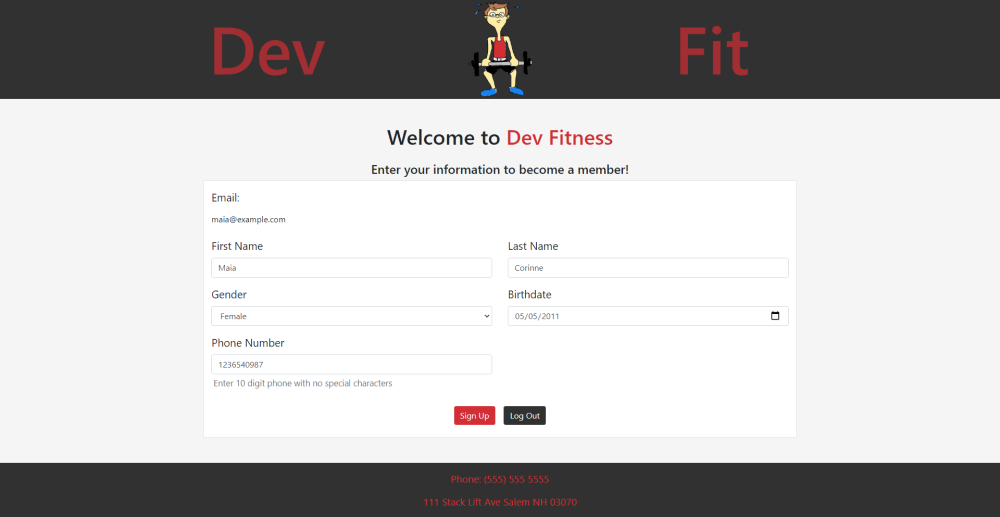 Dev Fit
Welcome to Dev Fitness
Enter your information to become a member!
Email:
maia@example.com
First Name
Last Name
Maia
Corinne
Gender
Birthdate
Female
05/05/2011
Phone Number
1236540987
Enter 10 digit phone with no special characters
Sign Up
Log Out
Phone: (555) 555 5555
111 Stack Lift Ave Salem NH 03070